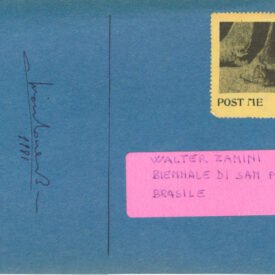 POST ME
WALTER ZANINI
BIENNALE DI SAN P
BRASILE